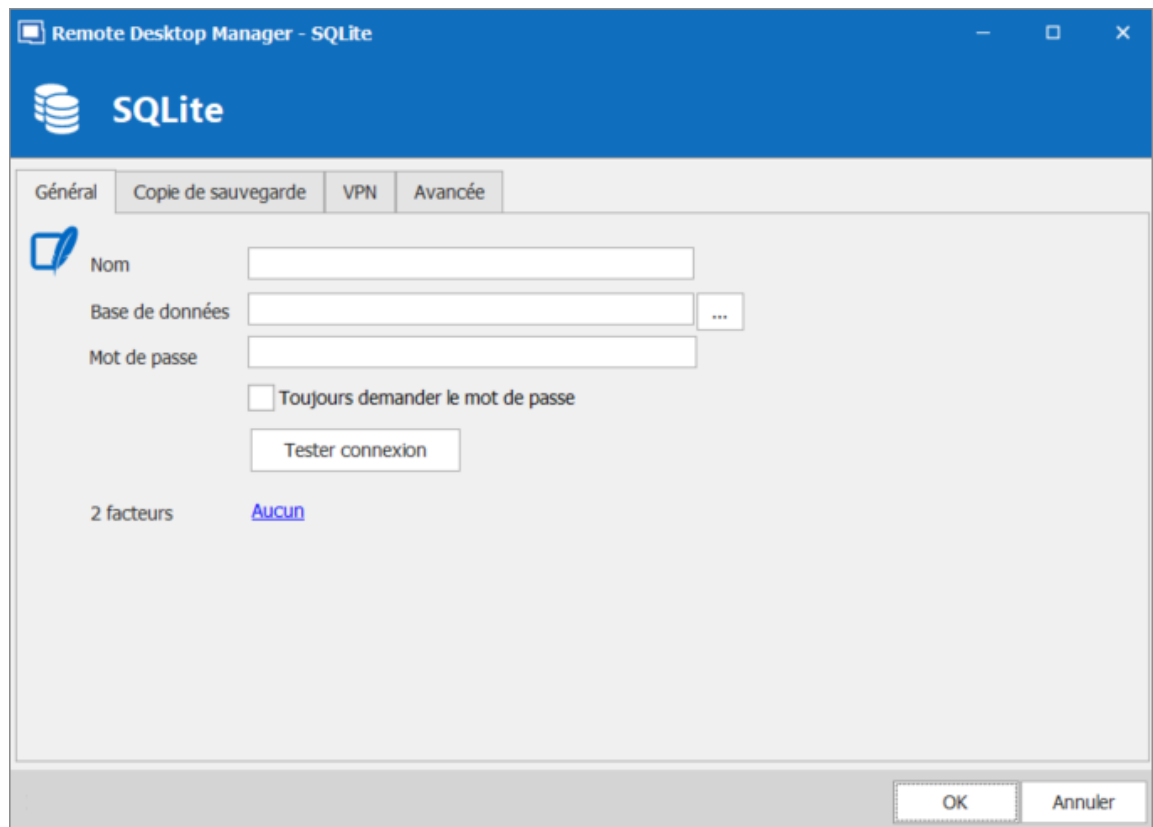 Remote Desktop Manager - SQLite
SQLite
Général Copie de sauvegarde VPN Avancée
Nom
Base de données ...
Mot de passe
Toujours demander le mot de passe
Tester connexion
2 facteurs Aucun
OK Annuler